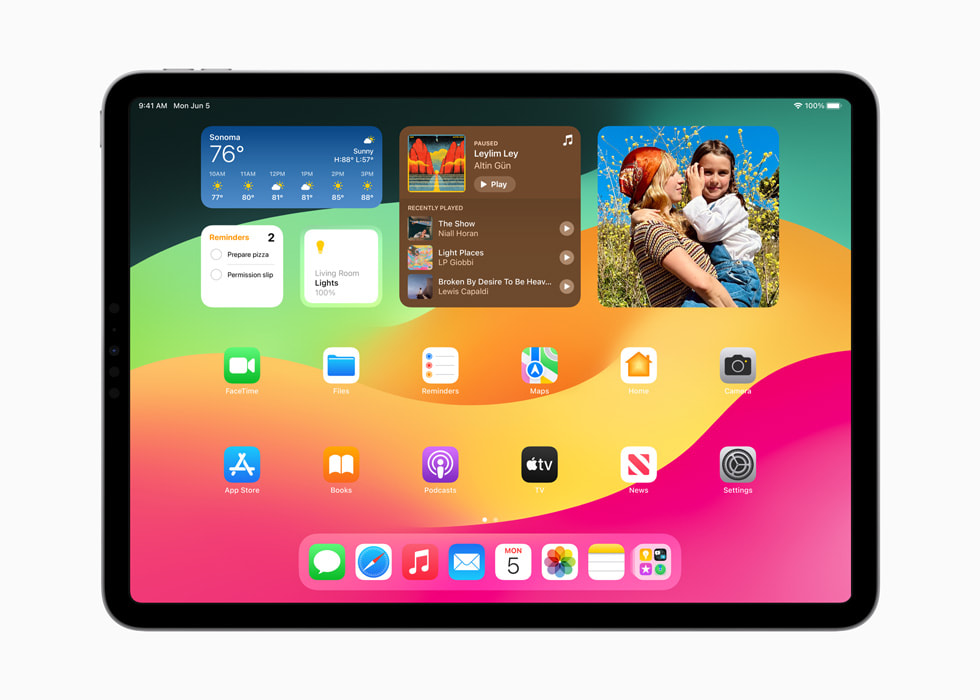 9:41 AM Mon Jun 5
100%
Sonoma
76°
Sunny
H:88° L:57°
10AM 11AM 12PM 1PM 2PM 3PM
77° 80° 81° 81° 85° 88°
Reminders 2
Prepare pizza
Permission slip
Living Room
Lights
100%
PAUSED
Leylim Ley
Altin Gün
Play
RECENTLY PLAYED
The Show
Niall Horan
Light Places
LP Giobbi
Broken By Desire To Be Heav...
Lewis Capaldi
FaceTime Files Reminders Maps Home Camera
tv
App Store Books Podcasts TV News Settings
MON
5